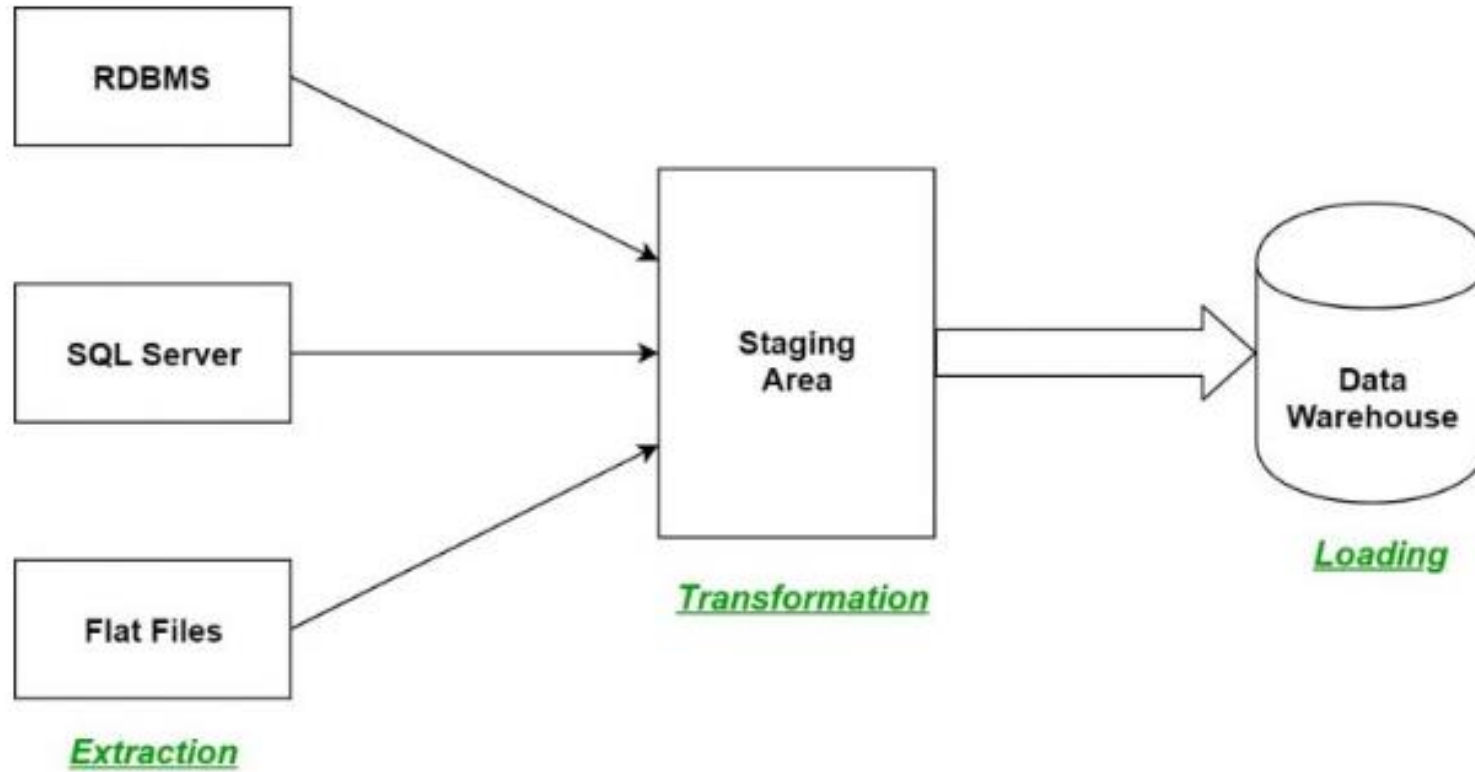 RDBMS
SQL Server
Flat Files
Extraction
Staging
Area
Transformation
Data
Warehouse
Loading